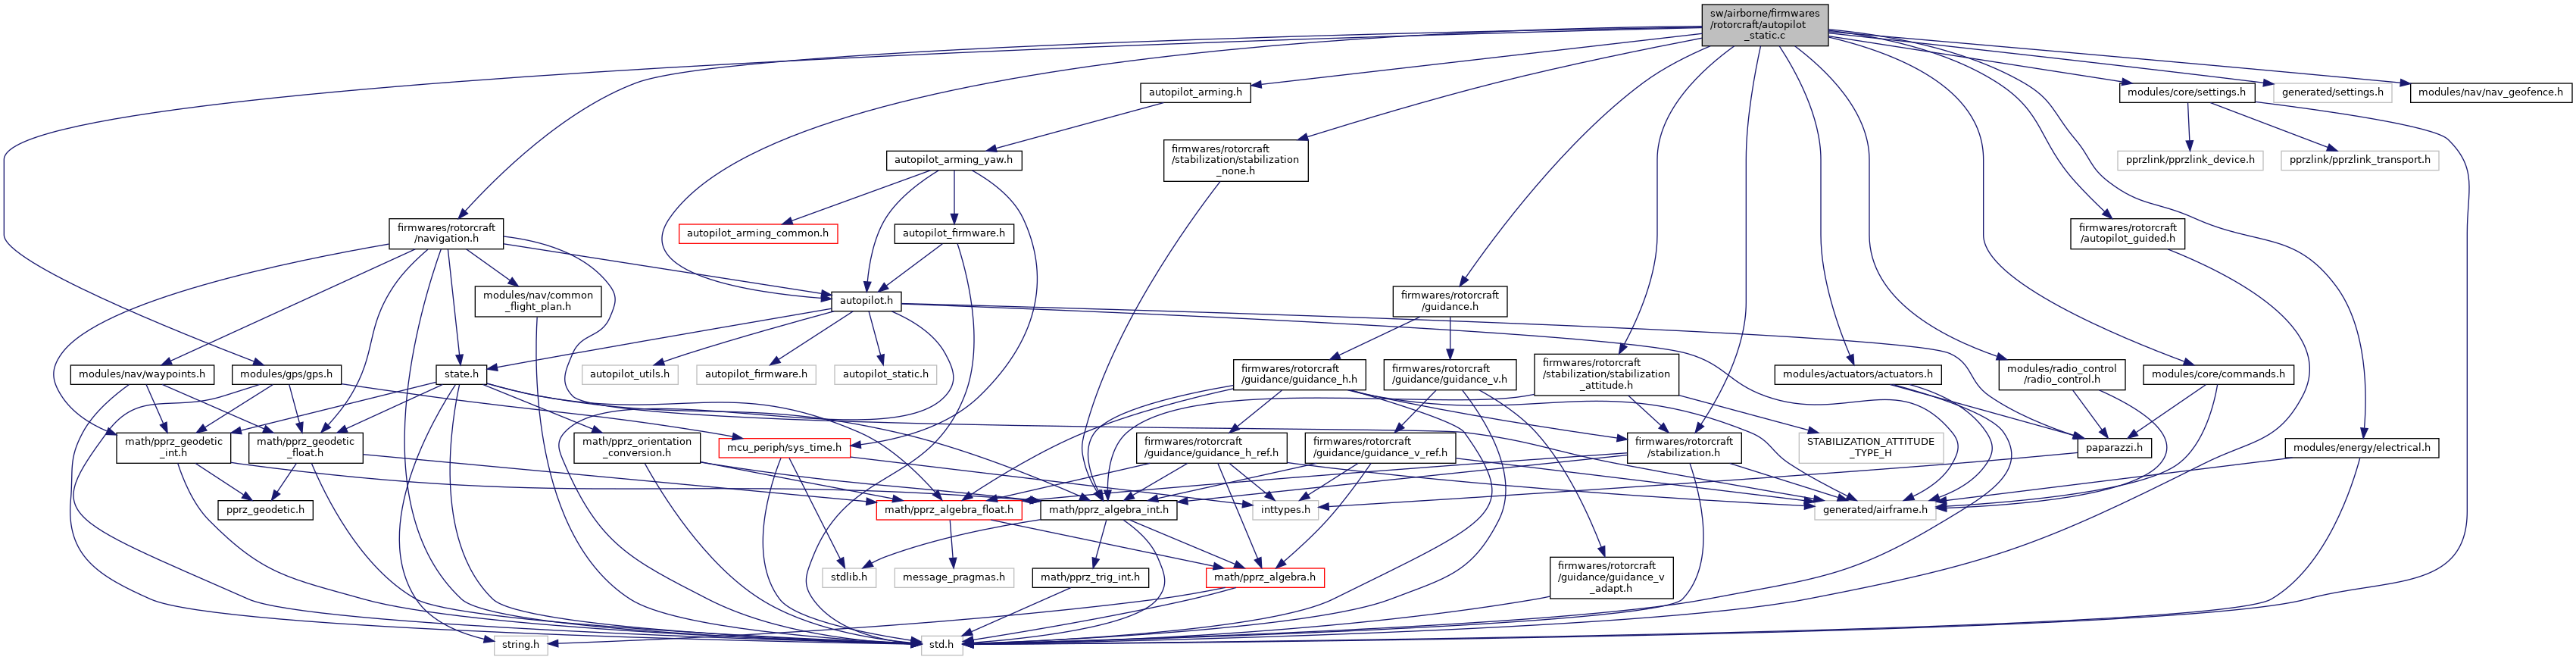 sw/airborne/firmwares
/rotorcraft/autopilot
_static.c
autopilot_arming.h
modules/core/settings.h
generated/settings.h
modules/nav/nav_geofence.h
autopilot_arming_yaw.h
firmwares/rotorcraft
/stabilization/stabilization
_none.h
pprzlink/pprzlink_device.h
pprzlink/pprzlink_transport.h
firmwares/rotorcraft
/navigation.h
autopilot_arming_common.h
autopilot_firmware.h
firmwares/rotorcraft
/autopilot_guided.h
modules/nav/common
_flight_plan.h
autopilot.h
firmwares/rotorcraft
/guidance.h
modules/nav/waypoints.h
modules/gps/gps.h
state.h
autopilot_utils.h
autopilot_firmware.h
autopilot_static.h
firmwares/rotorcraft
/guidance/guidance_h.h
firmwares/rotorcraft
/guidance/guidance_v.h
firmwares/rotorcraft
/stabilization/stabilization
_attitude.h
modules/actuators/actuators.h
modules/radio_control
/radio_control.h
modules/core/commands.h
math/pprz_geodetic
_int.h
math/pprz_geodetic
_float.h
math/pprz_orientation
_conversion.h
mcu_periph/sys_time.h
firmwares/rotorcraft
/guidance/guidance_h_ref.h
firmwares/rotorcraft
/guidance/guidance_v_ref.h
firmwares/rotorcraft
/stabilization.h
STABILIZATION_ATTITUDE
_TYPE_H
paparazzi.h
modules/energy/electrical.h
pprz_geodetic.h
math/pprz_algebra_float.h
math/pprz_algebra_int.h
inttypes.h
generated/airframe.h
stdlib.h
message_pragmas.h
math/pprz_trig_int.h
math/pprz_algebra.h
firmwares/rotorcraft
/guidance/guidance_v
_adapt.h
string.h
std.h